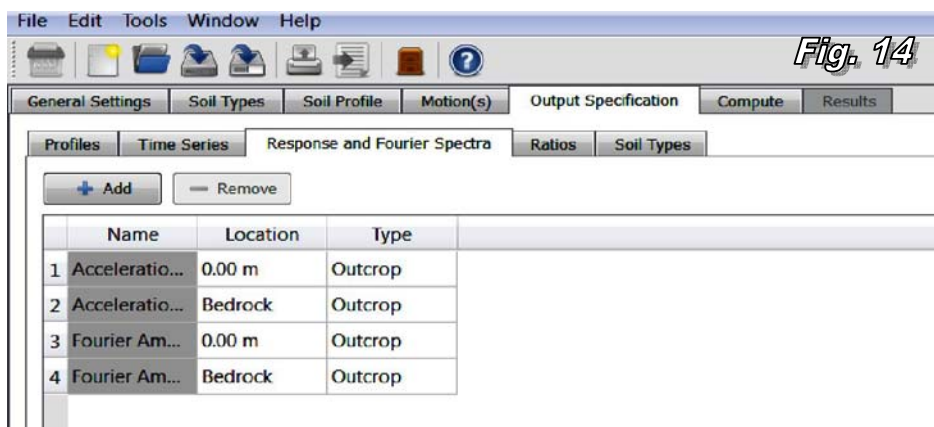 File Edit Tools Window Help
Fig. 14
General Settings Soil Types Soil Profile Motion(s) Output Specification Compute Results
Profiles Time Series Response and Fourier Spectra Ratios Soil Types
Add Remove
Name Location Type
1 Acceleratio... 0.00 m Outcrop
2 Acceleratio... Bedrock Outcrop
3 Fourier Am... 0.00 m Outcrop
4 Fourier Am... Bedrock Outcrop